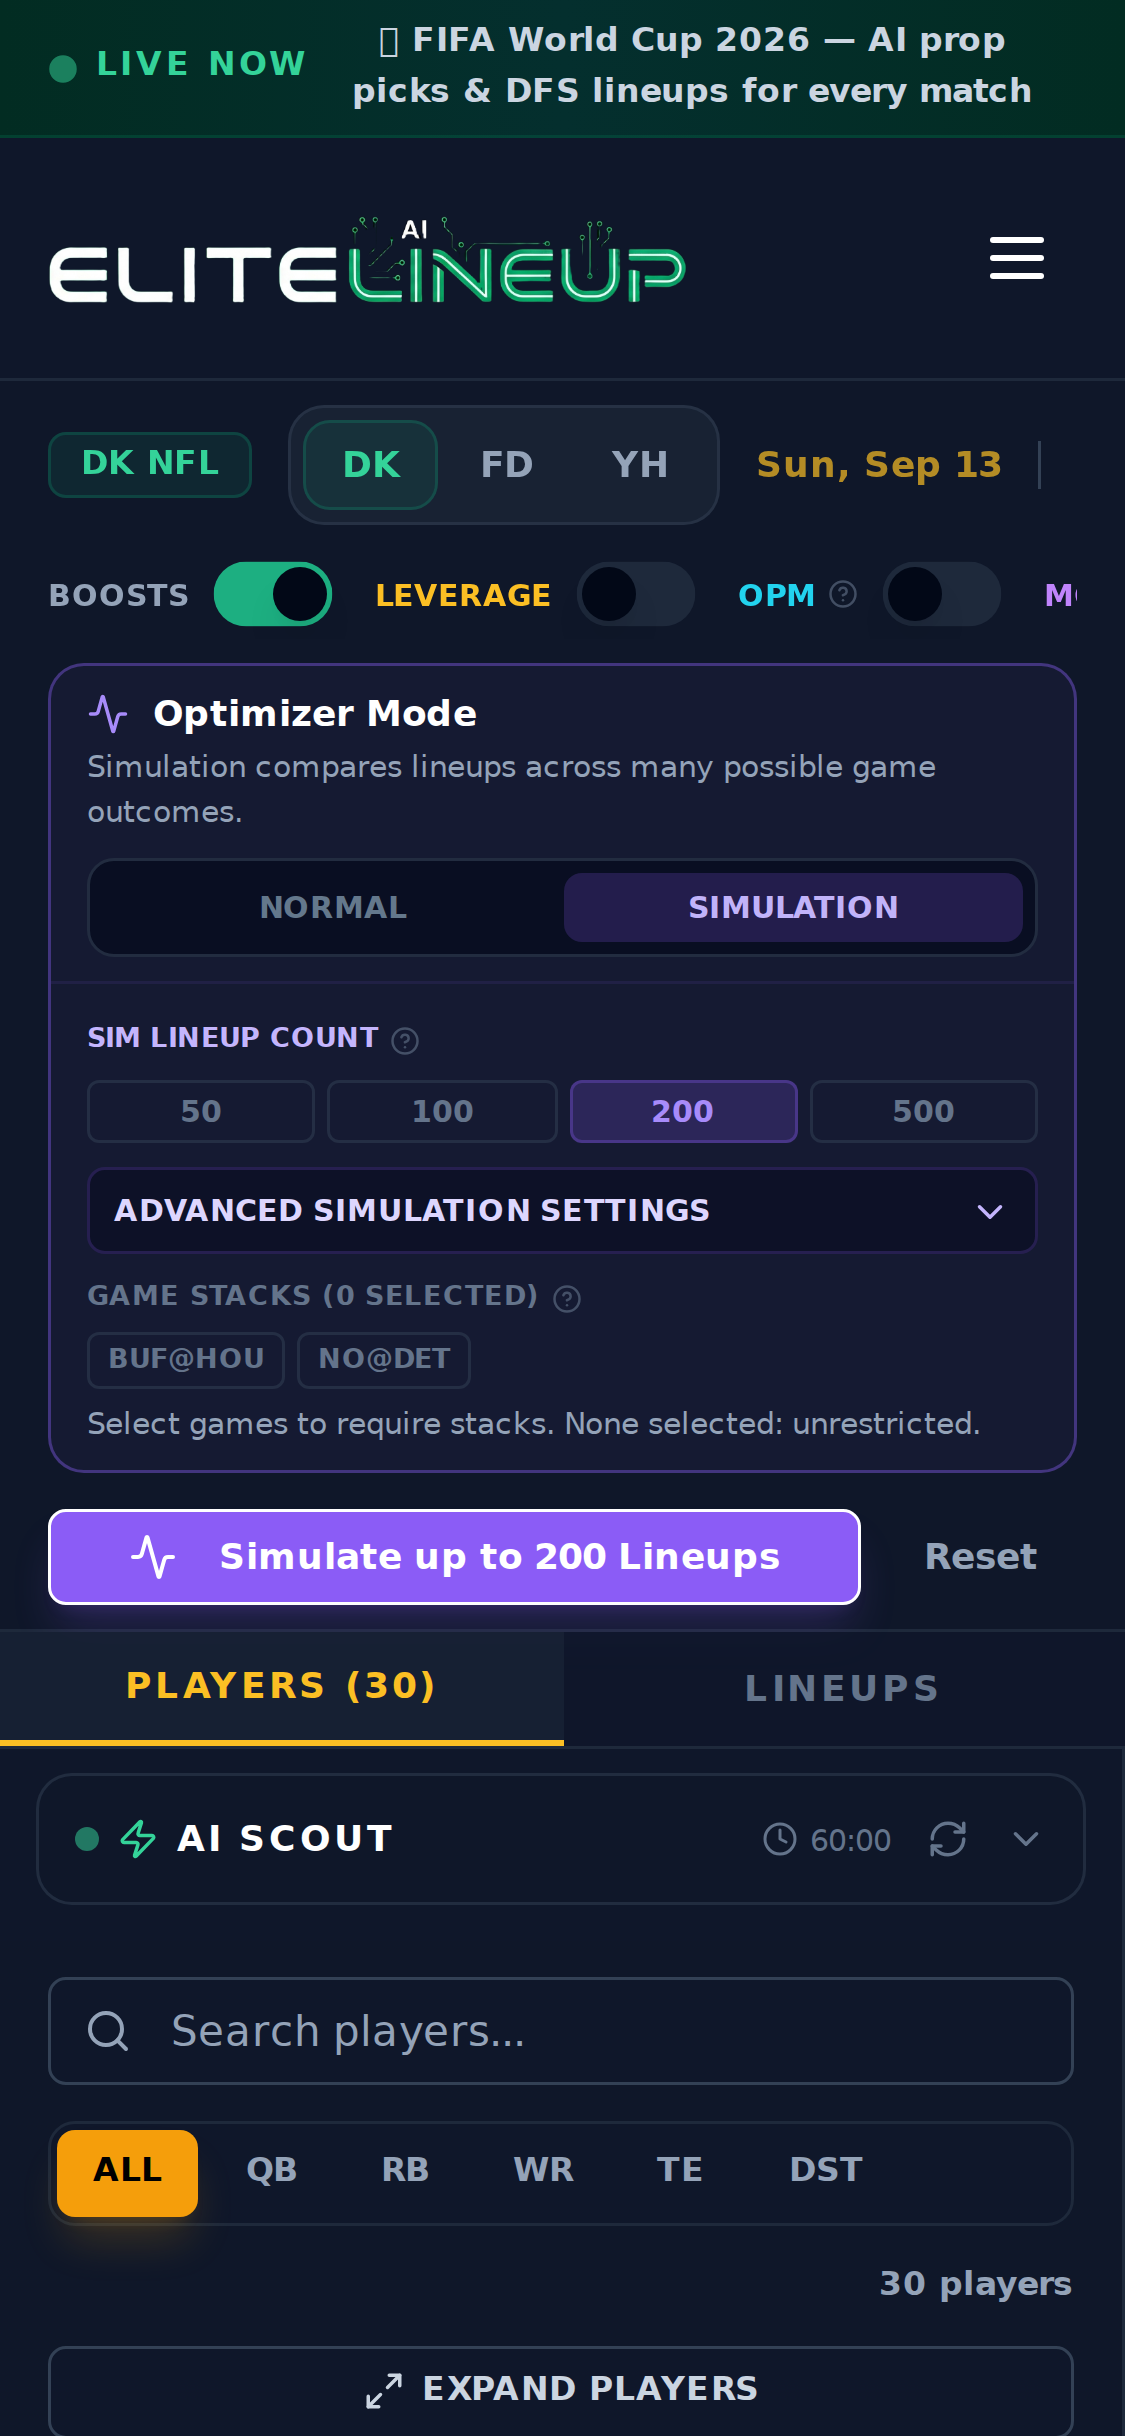 LIVE NOW
FIFA World Cup 2026 — AI prop
picks & DFS lineups for every match
ELITE LINEUP AI
DK NFL
DK FD YH
Sun, Sep 13
BOOSTS LEVERAGE OPM
Optimizer Mode
Simulation compares lineups across many possible game
outcomes.
NORMAL SIMULATION
SIM LINEUP COUNT
50 100 200 500
ADVANCED SIMULATION SETTINGS
GAME STACKS (0 SELECTED)
BUF@HOU NO@DET
Select games to require stacks. None selected: unrestricted.
Simulate up to 200 Lineups
Reset
PLAYERS (30) LINEUPS
AI SCOUT 60:00
Search players...
ALL QB RB WR TE DST
30 players
EXPAND PLAYERS